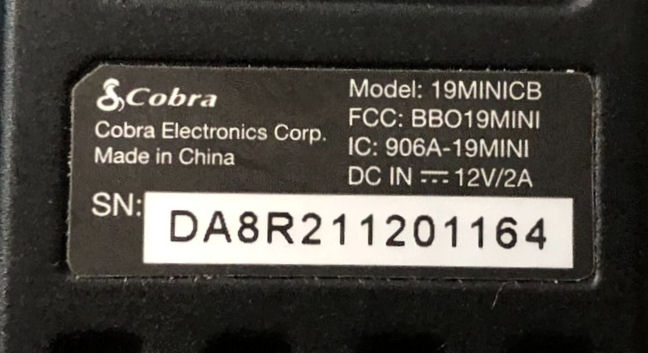 Cobra
Cobra Electronics Corp.
Made in China
Model: 19MINICB
FCC: BBO19MINI
IC: 906A-19MINI
DC IN ⎓ 12V/2A
SN: DA8R211201164